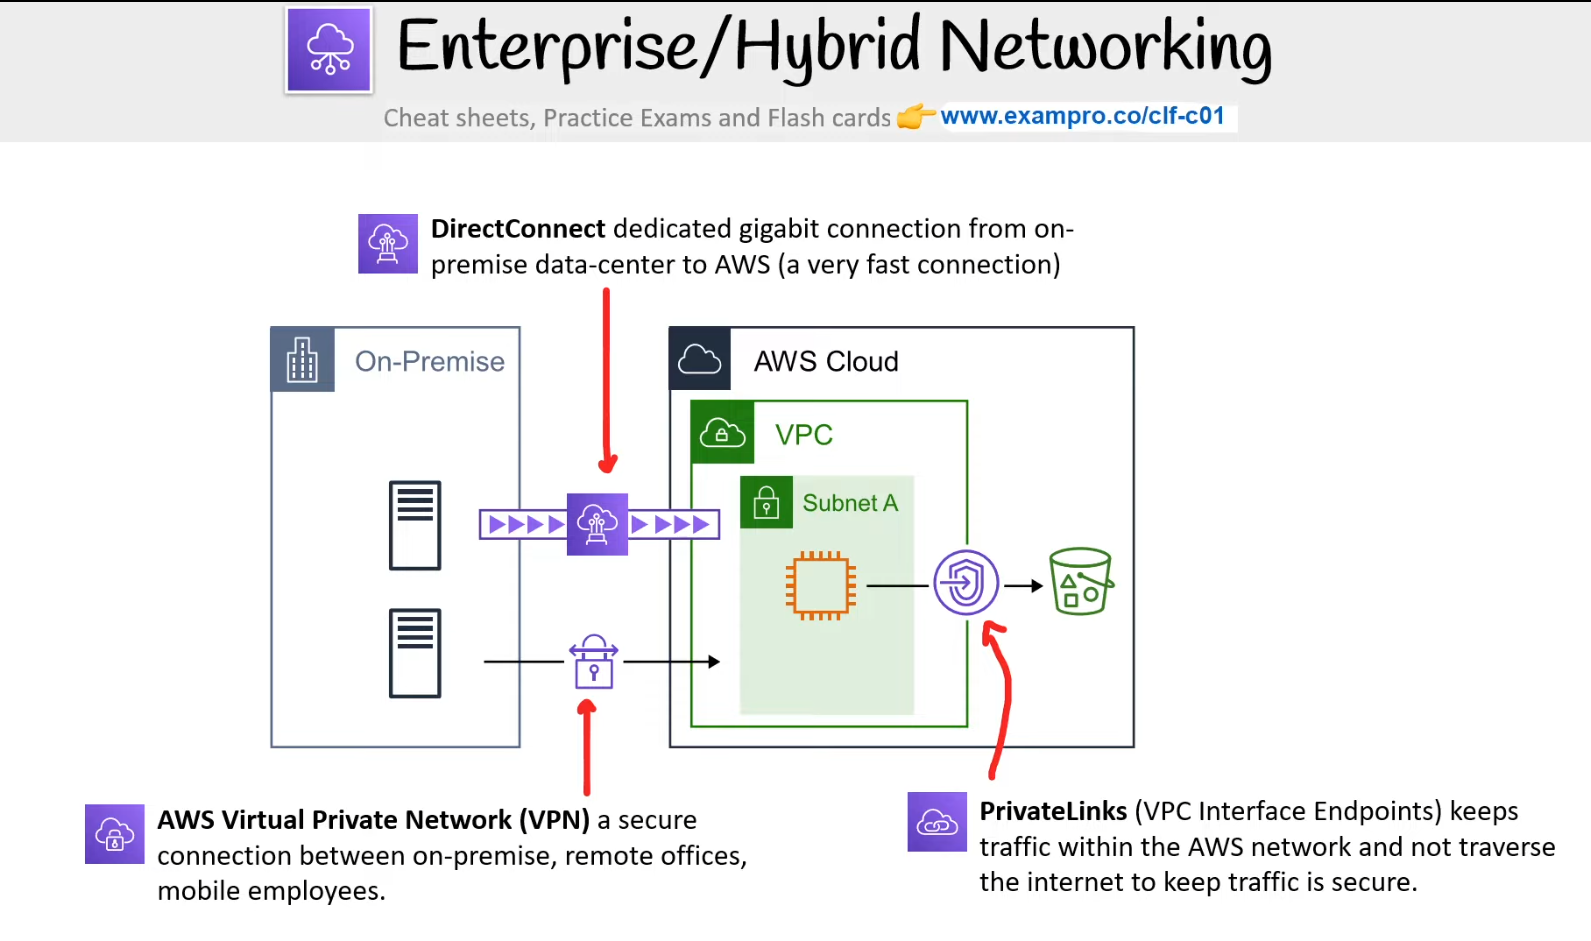 Enterprise/Hybrid Networking
Cheat sheets, Practice Exams and Flash cards 👉 www.exampro.co/clf-c01
DirectConnect dedicated gigabit connection from on-
premise data-center to AWS (a very fast connection)
On-Premise
AWS Cloud
VPC
Subnet A
AWS Virtual Private Network (VPN) a secure
connection between on-premise, remote offices,
mobile employees.
PrivateLinks (VPC Interface Endpoints) keeps
traffic within the AWS network and not traverse
the internet to keep traffic is secure.